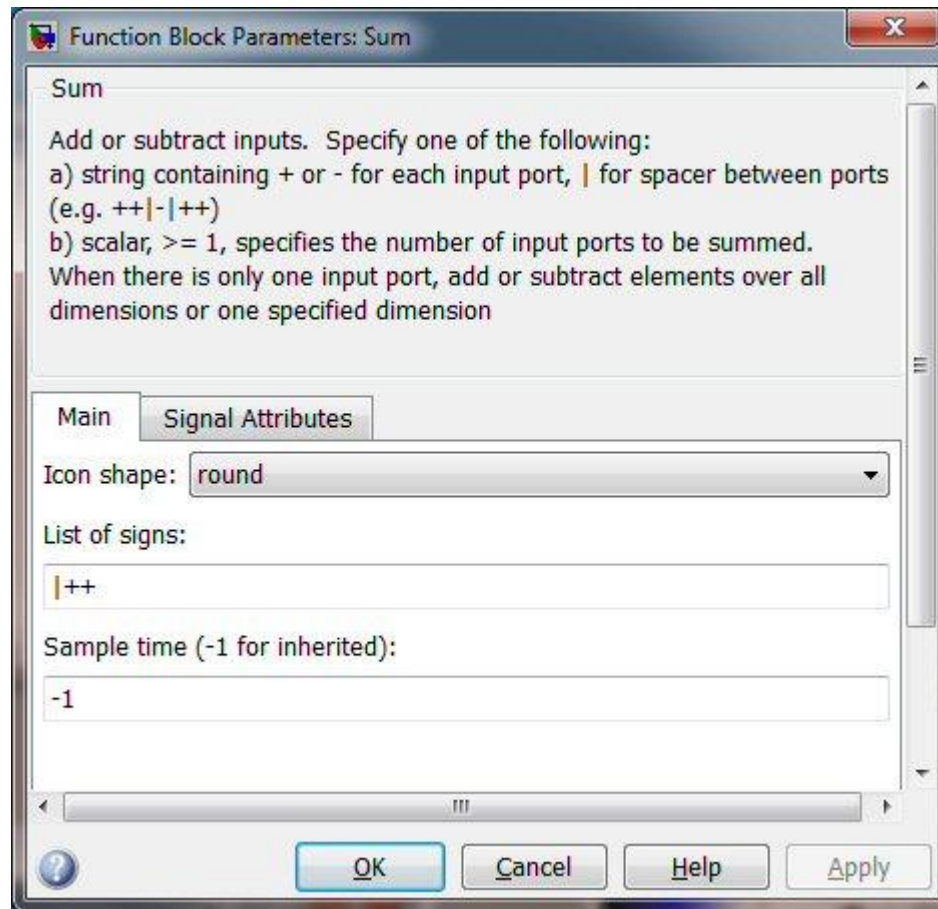 Function Block Parameters: Sum
Sum
Add or subtract inputs.  Specify one of the following:
a) string containing + or - for each input port, | for spacer between ports
(e.g. ++|-|++)
b) scalar, >= 1, specifies the number of input ports to be summed.
When there is only one input port, add or subtract elements over all
dimensions or one specified dimension
Main Signal Attributes
Icon shape: round
List of signs:
|++
Sample time (-1 for inherited):
-1
OK Cancel Help Apply